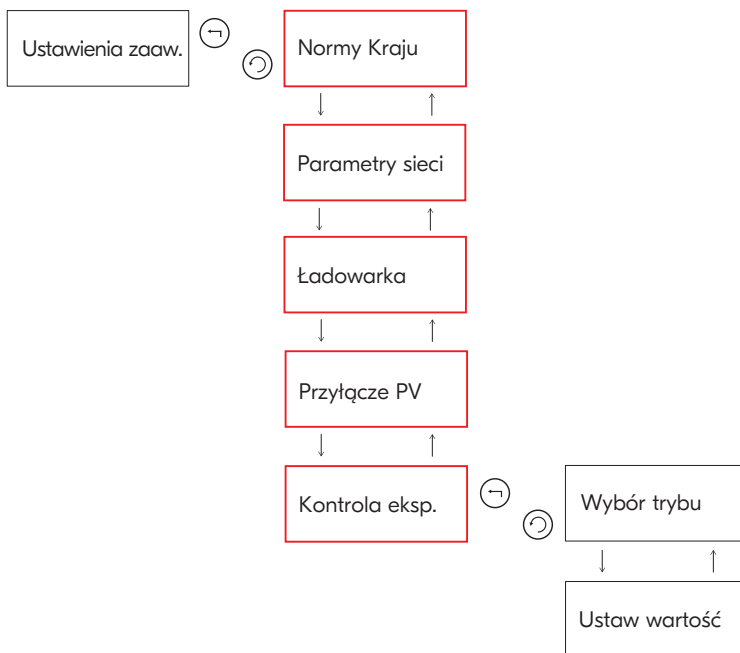 Ustawienia zaaw.
Normy Kraju
Parametry sieci
Ładowarka
Przyłącze PV
Kontrola eksp.
Wybór trybu
Ustaw wartość